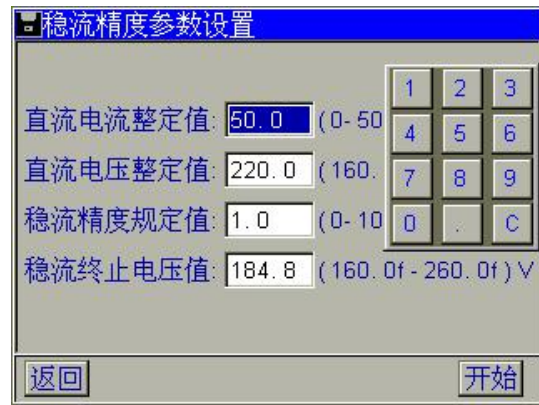 稳流精度参数设置
直流电流整定值: 50.0 (0-50
直流电压整定值: 220.0 (160.
稳流精度规定值: 1.0 (0-10
稳流终止电压值: 184.8 (160.0f-260.0f)V
1 2 3
4 5 6
7 8 9
0 . C
返回 开始